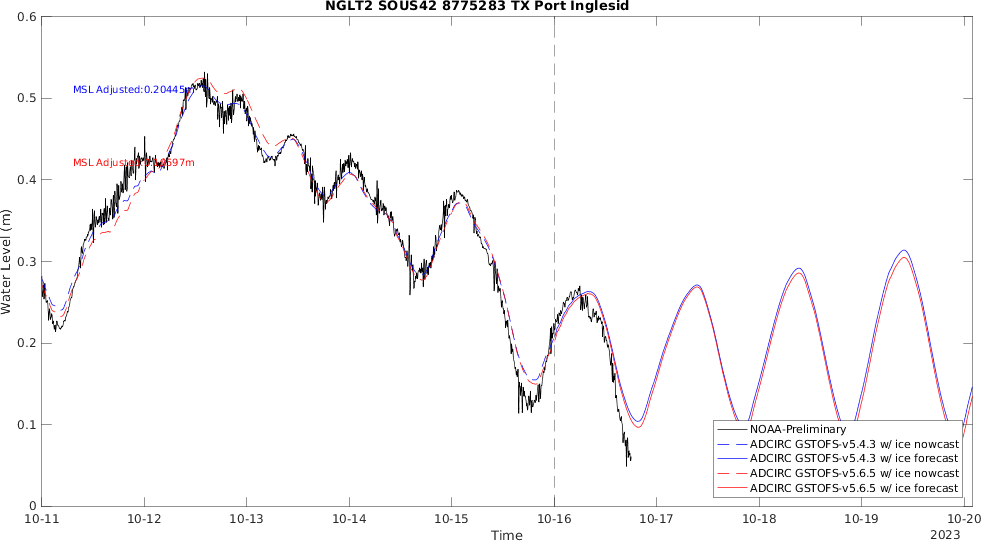 NGLT2 SOUS42 8775283 TX Port Inglesid
0.6
0.5
0.4
0.3
0.2
0.1
0
Water Level (m)
MSL Adjusted:0.20445
MSL Adjusted
697m
NOAA-Preliminary
ADCIRC GSTOFS-v5.4.3 w/ ice nowcast
ADCIRC GSTOFS-v5.4.3 w/ ice forecast
ADCIRC GSTOFS-v5.6.5 w/ ice nowcast
ADCIRC GSTOFS-v5.6.5 w/ ice forecast
10-11 10-12 10-13 10-14 10-15 10-16 10-17 10-18 10-19 10-20
Time
2023